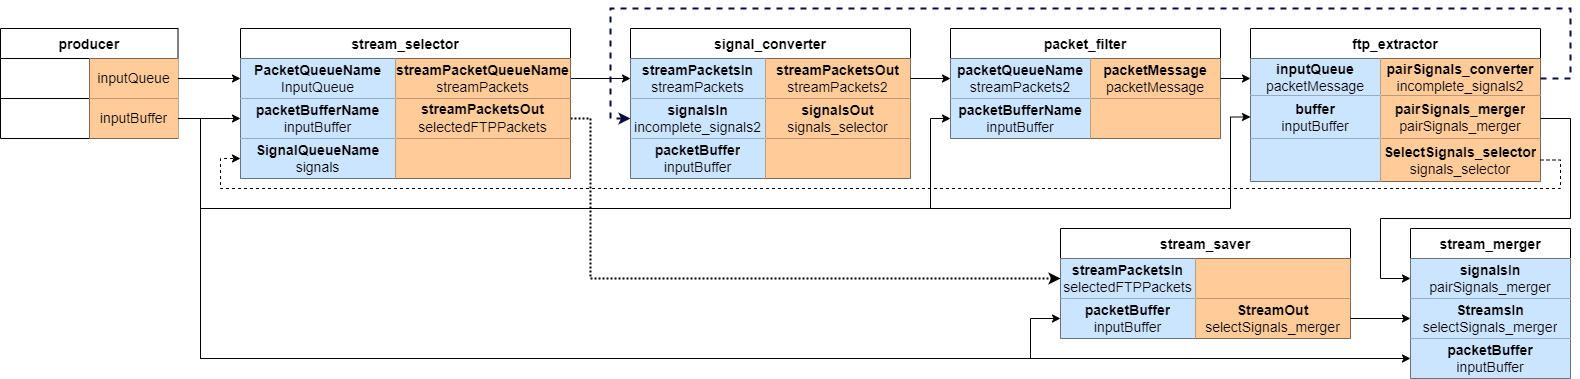 producer
inputQueue
inputBuffer
stream_selector
PacketQueueName
InputQueue
streamPacketQueueName
streamPackets
packetBufferName
inputBuffer
streamPacketsOut
selectedFTPPackets
SignalQueueName
signals
signal_converter
streamPacketsIn
streamPackets
streamPacketsOut
streamPackets2
signalsIn
incomplete_signals2
signalsOut
signals_selector
packetBuffer
inputBuffer
packet_filter
packetQueueName
streamPackets2
packetMessage
packetMessage
packetBufferName
inputBuffer
ftp_extractor
inputQueue
packetMessage
pairSignals_converter
incomplete_signals2
buffer
inputBuffer
pairSignals_merger
pairSignals_merger
SelectSignals_selector
signals_selector
stream_saver
streamPacketsIn
selectedFTPPackets
packetBuffer
inputBuffer
StreamOut
selectSignals_merger
stream_merger
signalsIn
pairSignals_merger
StreamsIn
selectSignals_merger
packetBuffer
inputBuffer